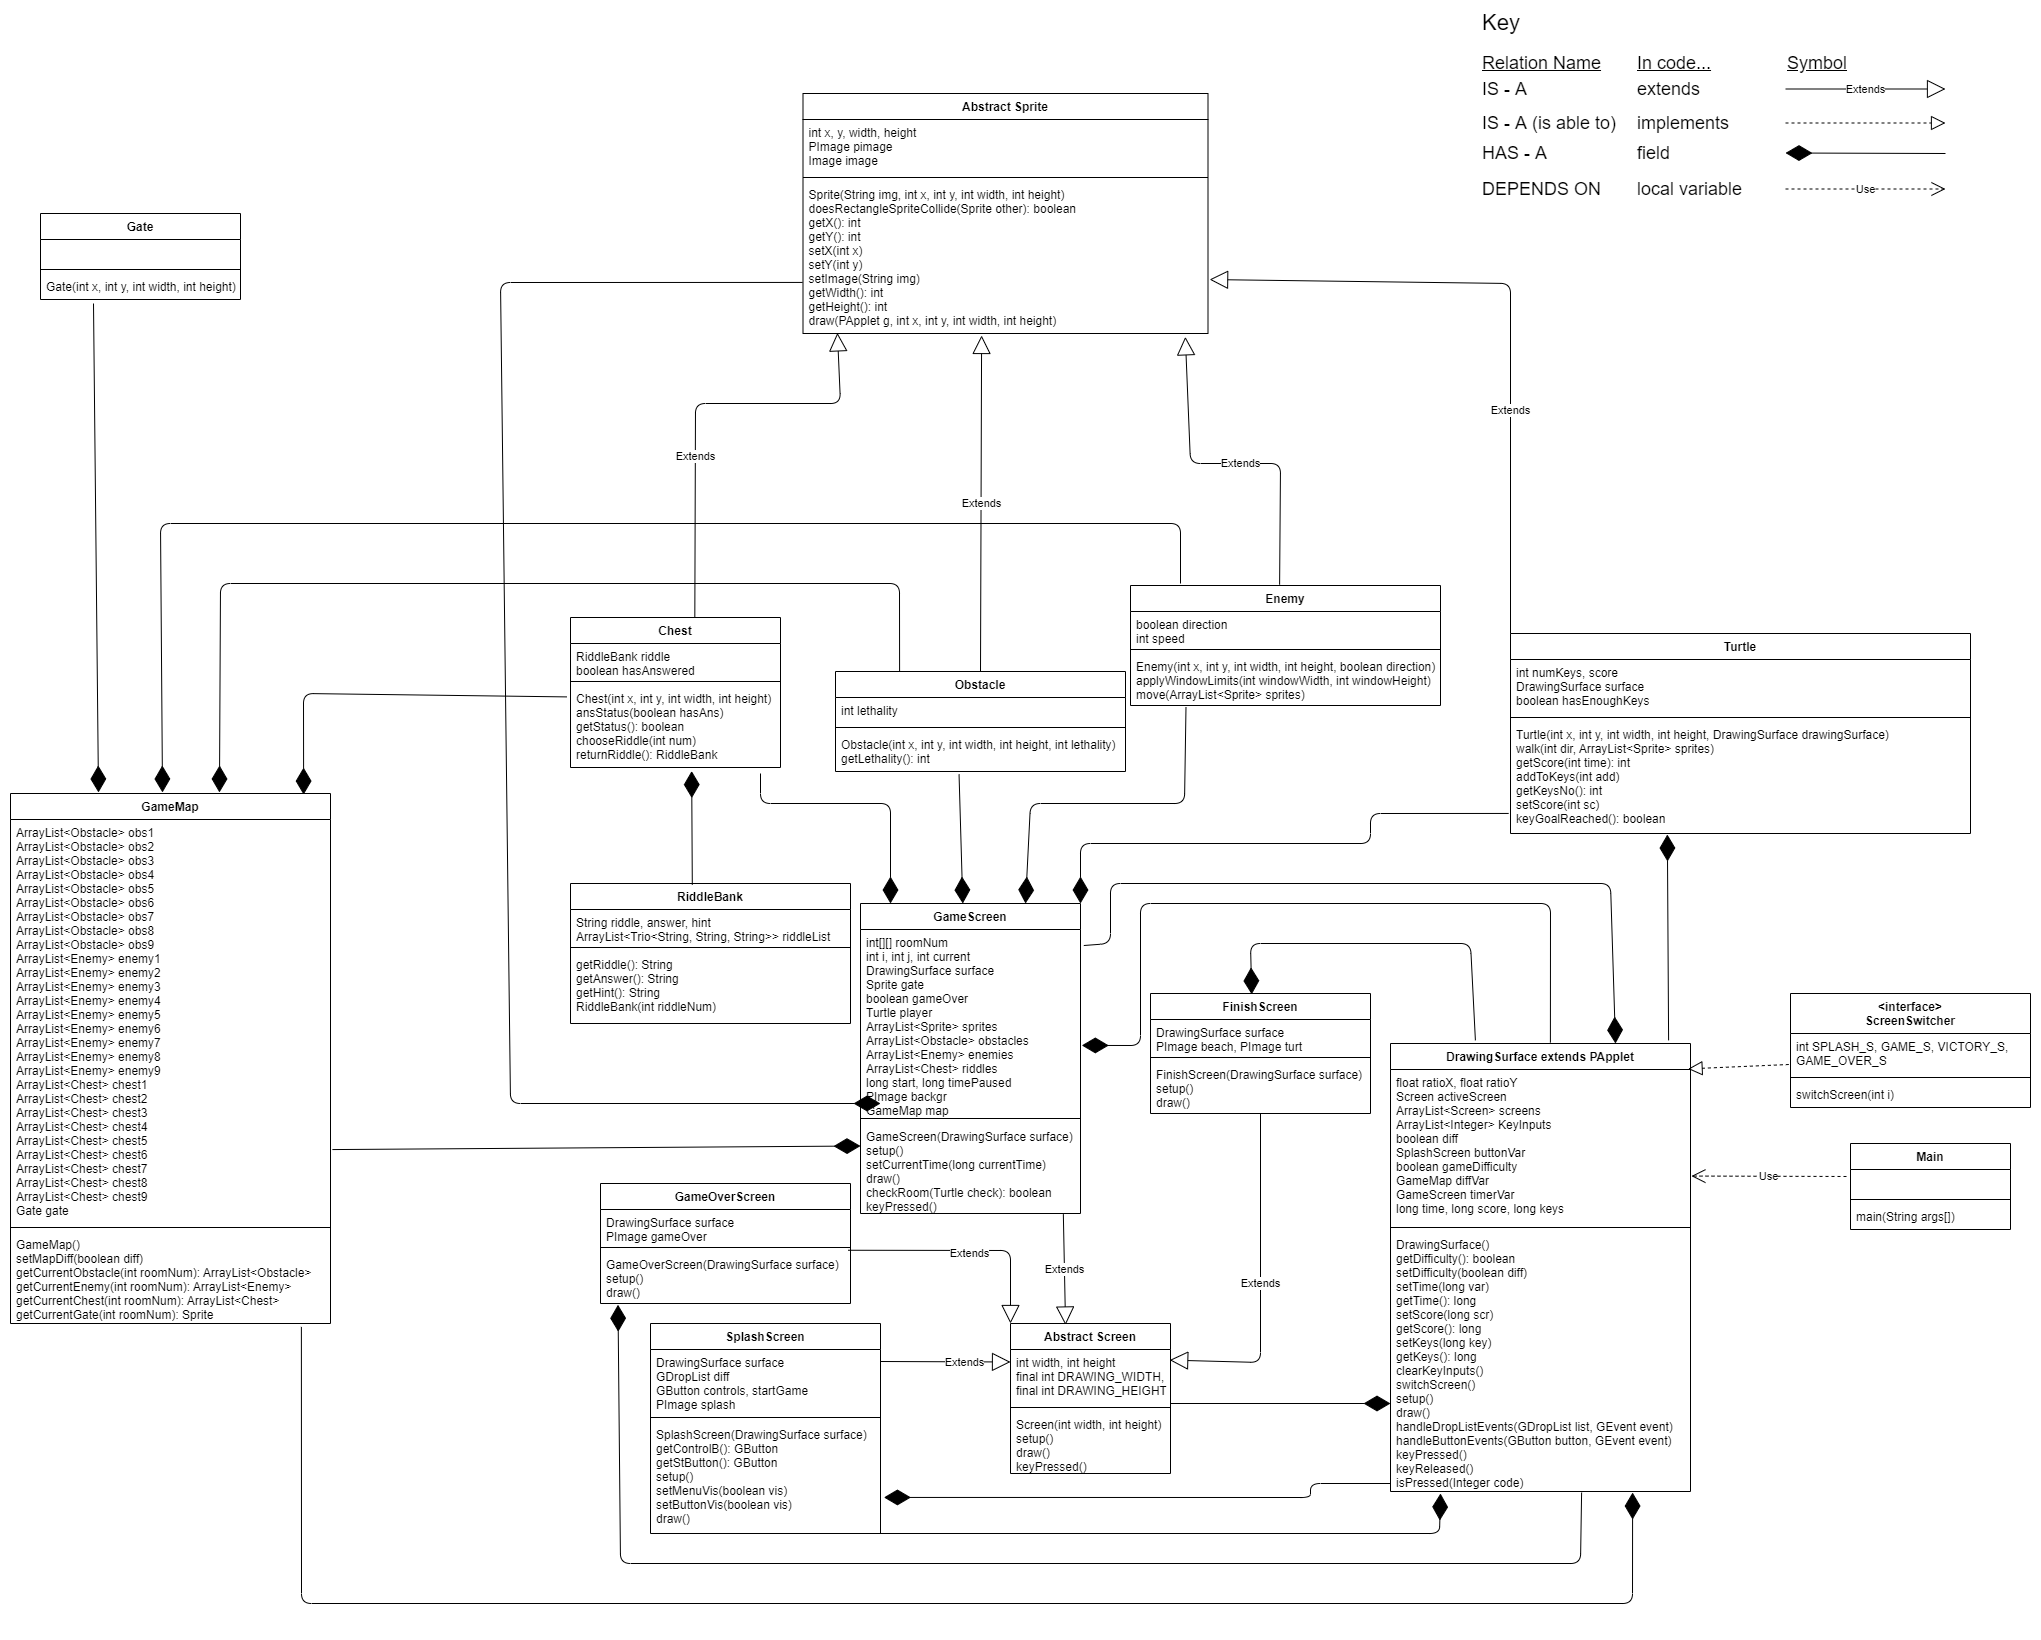 Key
Relation Name In code... Symbol
IS - A extends Extends
IS - A (is able to) implements
HAS - A field
DEPENDS ON local variable Use
Abstract Sprite
int x, y, width, height
PImage pimage
Image image
Sprite(String img, int x, int y, int width, int height)
doesRectangleSpriteCollide(Sprite other): boolean
getX(): int
getY(): int
setX(int x)
setY(int y)
setImage(String img)
getWidth(): int
getHeight(): int
draw(PApplet g, int x, int y, int width, int height)
Gate
Gate(int x, int y, int width, int height)
Extends
Extends
Extends
Extends
Enemy
boolean direction
int speed
Enemy(int x, int y, int width, int height, boolean direction)
applyWindowLimits(int windowWidth, int windowHeight)
move(ArrayList<Sprite> sprites)
Chest
RiddleBank riddle
boolean hasAnswered
Chest(int x, int y, int width, int height)
ansStatus(boolean hasAns)
getStatus(): boolean
chooseRiddle(int num)
returnRiddle(): RiddleBank
Obstacle
int lethality
Obstacle(int x, int y, int width, int height, int lethality)
getLethality(): int
Turtle
int numKeys, score
DrawingSurface surface
boolean hasEnoughKeys
Turtle(int x, int y, int width, int height, DrawingSurface drawingSurface)
walk(int dir, ArrayList<Sprite> sprites)
getScore(int time): int
addToKeys(int add)
getKeysNo(): int
setScore(int sc)
keyGoalReached(): boolean
GameMap
ArrayList<Obstacle> obs1
ArrayList<Obstacle> obs2
ArrayList<Obstacle> obs3
ArrayList<Obstacle> obs4
ArrayList<Obstacle> obs5
ArrayList<Obstacle> obs6
ArrayList<Obstacle> obs7
ArrayList<Obstacle> obs8
ArrayList<Obstacle> obs9
ArrayList<Enemy> enemy1
ArrayList<Enemy> enemy2
ArrayList<Enemy> enemy3
ArrayList<Enemy> enemy4
ArrayList<Enemy> enemy5
ArrayList<Enemy> enemy6
ArrayList<Enemy> enemy7
ArrayList<Enemy> enemy8
ArrayList<Enemy> enemy9
ArrayList<Chest> chest1
ArrayList<Chest> chest2
ArrayList<Chest> chest3
ArrayList<Chest> chest4
ArrayList<Chest> chest5
ArrayList<Chest> chest6
ArrayList<Chest> chest7
ArrayList<Chest> chest8
ArrayList<Chest> chest9
Gate gate
GameMap()
setMapDiff(boolean diff)
getCurrentObstacle(int roomNum): ArrayList<Obstacle>
getCurrentEnemy(int roomNum): ArrayList<Enemy>
getCurrentChest(int roomNum): ArrayList<Chest>
getCurrentGate(int roomNum): Sprite
RiddleBank
String riddle, answer, hint
ArrayList<Trio<String, String, String>> riddleList
getRiddle(): String
getAnswer(): String
getHint(): String
RiddleBank(int riddleNum)
GameScreen
int[][] roomNum
int i, int j, int current
DrawingSurface surface
Sprite gate
boolean gameOver
Turtle player
ArrayList<Sprite> sprites
ArrayList<Obstacle> obstacles
ArrayList<Enemy> enemies
ArrayList<Chest> riddles
long start, long timePaused
PImage backgr
GameMap map
GameScreen(DrawingSurface surface)
setup()
setCurrentTime(long currentTime)
draw()
checkRoom(Turtle check): boolean
keyPressed()
FinishScreen
DrawingSurface surface
PImage beach, PImage turt
FinishScreen(DrawingSurface surface)
setup()
draw()
<interface>
ScreenSwitcher
int SPLASH_S, GAME_S, VICTORY_S,
GAME_OVER_S
switchScreen(int i)
DrawingSurface extends PApplet
float ratioX, float ratioY
Screen activeScreen
ArrayList<Screen> screens
ArrayList<Integer> KeyInputs
boolean diff
SplashScreen buttonVar
boolean gameDifficulty
GameMap diffVar
GameScreen timerVar
long time, long score, long keys
DrawingSurface()
getDifficulty(): boolean
setDifficulty(boolean diff)
setTime(long var)
getTime(): long
setScore(long scr)
getScore(): long
setKeys(long key)
getKeys(): long
clearKeyInputs()
switchScreen()
setup()
draw()
handleDropListEvents(GDropList list, GEvent event)
handleButtonEvents(GButton button, GEvent event)
keyPressed()
keyReleased()
isPressed(Integer code)
Use
Main
main(String args[])
GameOverScreen
DrawingSurface surface
PImage gameOver
GameOverScreen(DrawingSurface surface)
setup()
draw()
Extends
Extends
Extends
SplashScreen
DrawingSurface surface
GDropList diff
GButton controls, startGame
PImage splash
SplashScreen(DrawingSurface surface)
getControlB(): GButton
getStButton(): GButton
setup()
setMenuVis(boolean vis)
setButtonVis(boolean vis)
draw()
Extends
Abstract Screen
int width, int height
final int DRAWING_WIDTH,
final int DRAWING_HEIGHT
Screen(int width, int height)
setup()
draw()
keyPressed()